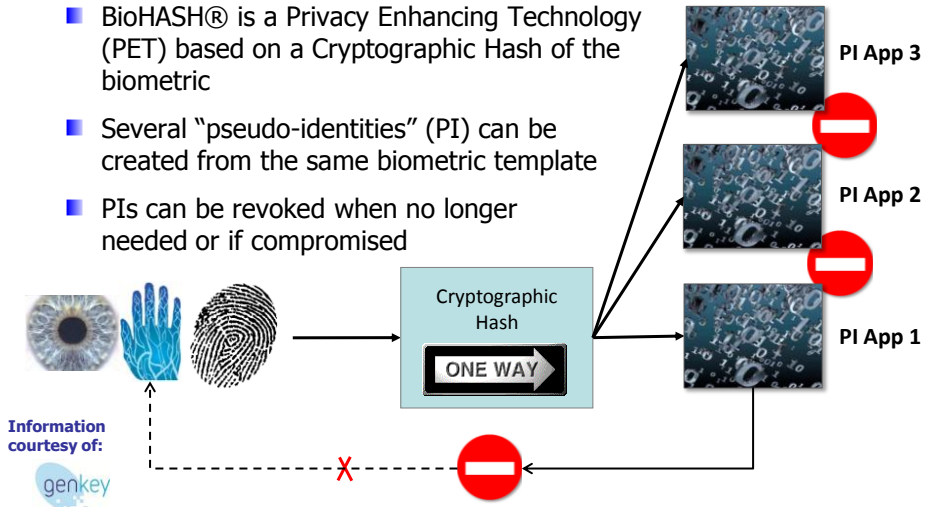 BioHASH® is a Privacy Enhancing Technology
(PET) based on a Cryptographic Hash of the
biometric
Several “pseudo-identities” (PI) can be
created from the same biometric template
PIs can be revoked when no longer
needed or if compromised
PI App 3
PI App 2
PI App 1
Cryptographic
Hash
ONE WAY
X
Information
courtesy of:
genkey